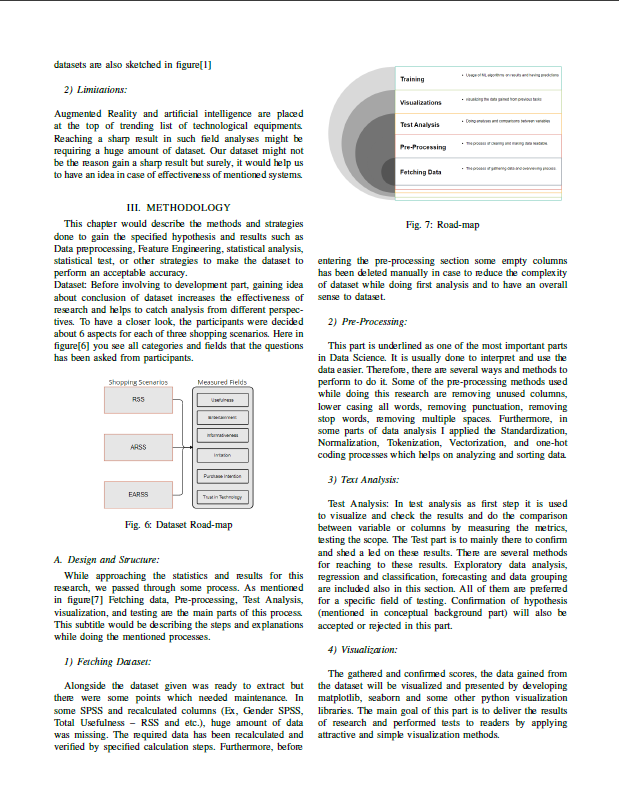 datasets are also sketched in figure[1]
2) Limitations:
Augmented Reality and artificial intelligence are placed
at the top of trending list of technological equipments.
Reaching a sharp result in such field analyses might be
requiring a huge amount of dataset. Our dataset might not
be the reason gain a sharp result but surely, it would help us
to have an idea in case of effectiveness of mentioned systems.
III. METHODOLOGY
This chapter would describe the methods and strategies
done to gain the specified hypothesis and results such as
Data preprocessing, Feature Engineering, statistical analysis,
statistical test, or other strategies to make the dataset to
perform an acceptable accuracy.
Dataset: Before involving to development part, gaining idea
about conclusion of dataset increases the effectiveness of
research and helps to catch analysis from different perspec-
tives. To have a closer look, the participants were decided
about 6 aspects for each of three shopping scenarios. Here in
figure[6] you see all categories and fields that the questions
has been asked from participants.
Shopping Scenarios
Measured Fields
RSS
ARSS
EARSS
Usefulness
Entertainment
Informativeness
Irritation
Purchase Intention
Trust in Technology
Fig. 6: Dataset Road-map
A. Design and Structure:
While approaching the statistics and results for this
research, we passed through some process. As mentioned
in figure[7] Fetching data, Pre-processing, Test Analysis,
visualization, and testing are the main parts of this process.
This subtitle would be describing the steps and explanations
while doing the mentioned processes.
1) Fetching Dataset:
Alongside the dataset given was ready to extract but
there were some points which needed maintenance. In
some SPSS and recalculated columns (Ex, Gender SPSS,
Total Usefulness – RSS and etc.), huge amount of data
was missing. The required data has been recalculated and
verified by specified calculation steps. Furthermore, before
Training
• Usage of ML algorithms on results and having predictions
Visualizations
• visualizing the data gained from previous tasks
Test Analysis
• Doing analyses and comparisons between variables
Pre-Processing
• The process of clearing and making data readable.
Fetching Data
• The process of gathering data and overviewing process
Fig. 7: Road-map
entering the pre-processing section some empty columns
has been deleted manually in case to reduce the complexity
of dataset while doing first analysis and to have an overall
sense to dataset.
2) Pre-Processing:
This part is underlined as one of the most important parts
in Data Science. It is usually done to interpret and use the
data easier. Therefore, there are several ways and methods to
perform to do it. Some of the pre-processing methods used
while doing this research are removing unused columns,
lower casing all words, removing punctuation, removing
stop words, removing multiple spaces. Furthermore, in
some parts of data analysis I applied the Standardization,
Normalization, Tokenization, Vectorization, and one-hot
coding processes which helps on analyzing and sorting data.
3) Text Analysis:
Test Analysis: In test analysis as first step it is used
to visualize and check the results and do the comparison
between variable or columns by measuring the metrics,
testing the scope. The Test part is to mainly there to confirm
and shed a led on these results. There are several methods
for reaching to these results. Exploratory data analysis,
regression and classification, forecasting and data grouping
are included also in this section. All of them are preferred
for a specific field of testing. Confirmation of hypothesis
(mentioned in conceptual background part) will also be
accepted or rejected in this part.
4) Visualization:
The gathered and confirmed scores, the data gained from
the dataset will be visualized and presented by developing
matplotlib, seaborn and some other python visualization
libraries. The main goal of this part is to deliver the results
of research and performed tests to readers by applying
attractive and simple visualization methods.